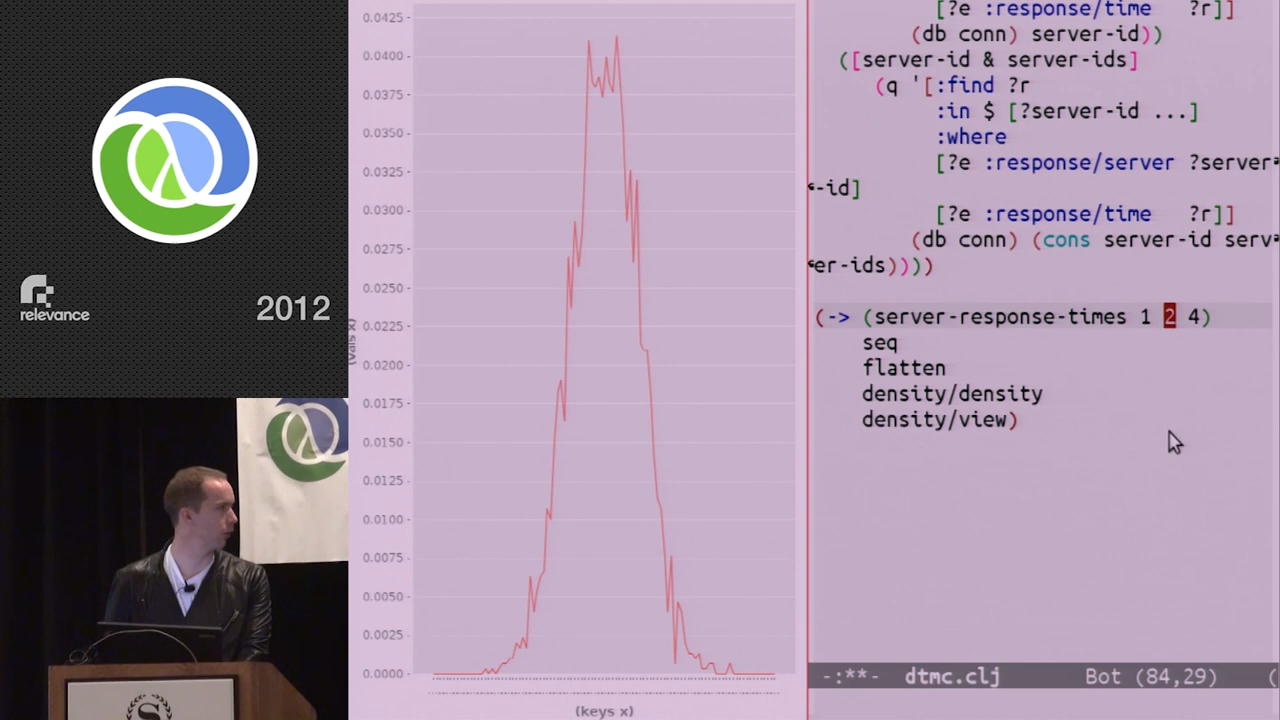 relevance
2012
0.0425
0.0400
0.0375
0.0350
0.0325
0.0300
0.0275
0.0250
0.0225
0.0200
0.0175
0.0150
0.0125
0.0100
0.0075
0.0050
0.0025
0.0000
(vals x)
(keys x)
[?e :response/time ?r]]
(db conn) server-id))
([server-id & server-ids]
(q '[:find ?r
:in $ [?server-id ...]
:where
[?e :response/server ?server
-id]
[?e :response/time ?r]]
(db conn) (cons server-id serv
er-ids))))
(-> (server-response-times 1 2 4)
seq
flatten
density/density
density/view)
-:**- dtmc.clj Bot (84,29) (
S